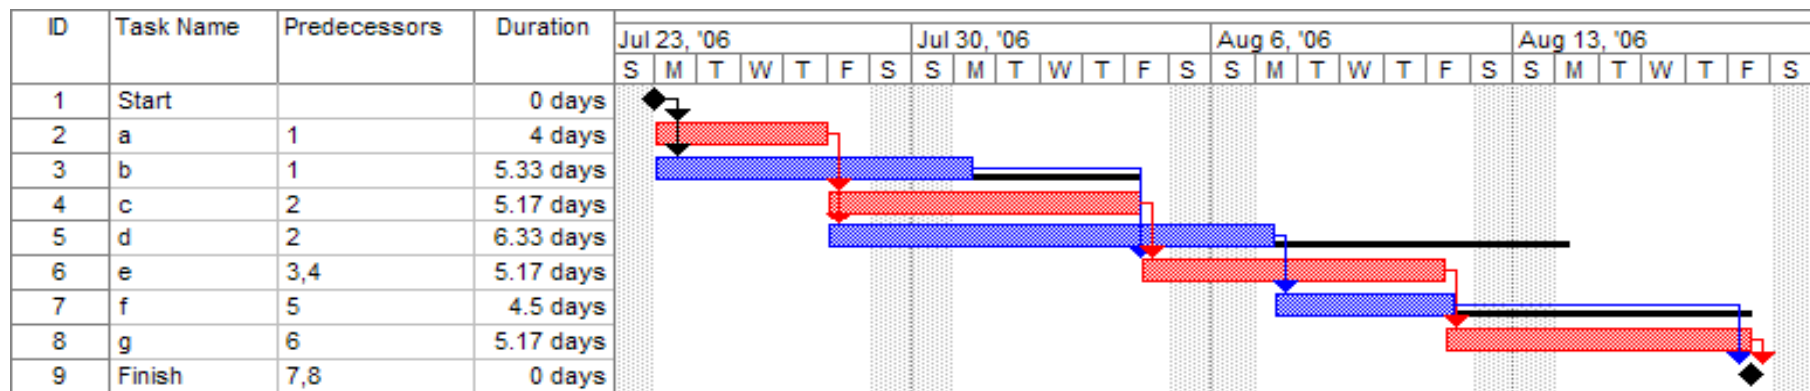 ID Task Name Predecessors Duration
Jul 23, '06 Jul 30, '06 Aug 6, '06 Aug 13, '06
S M T W T F S S M T W T F S S M T W T F S S M T W T F S
1 Start 0 days
2 a 1 4 days
3 b 1 5.33 days
4 c 2 5.17 days
5 d 2 6.33 days
6 e 3,4 5.17 days
7 f 5 4.5 days
8 g 6 5.17 days
9 Finish 7,8 0 days